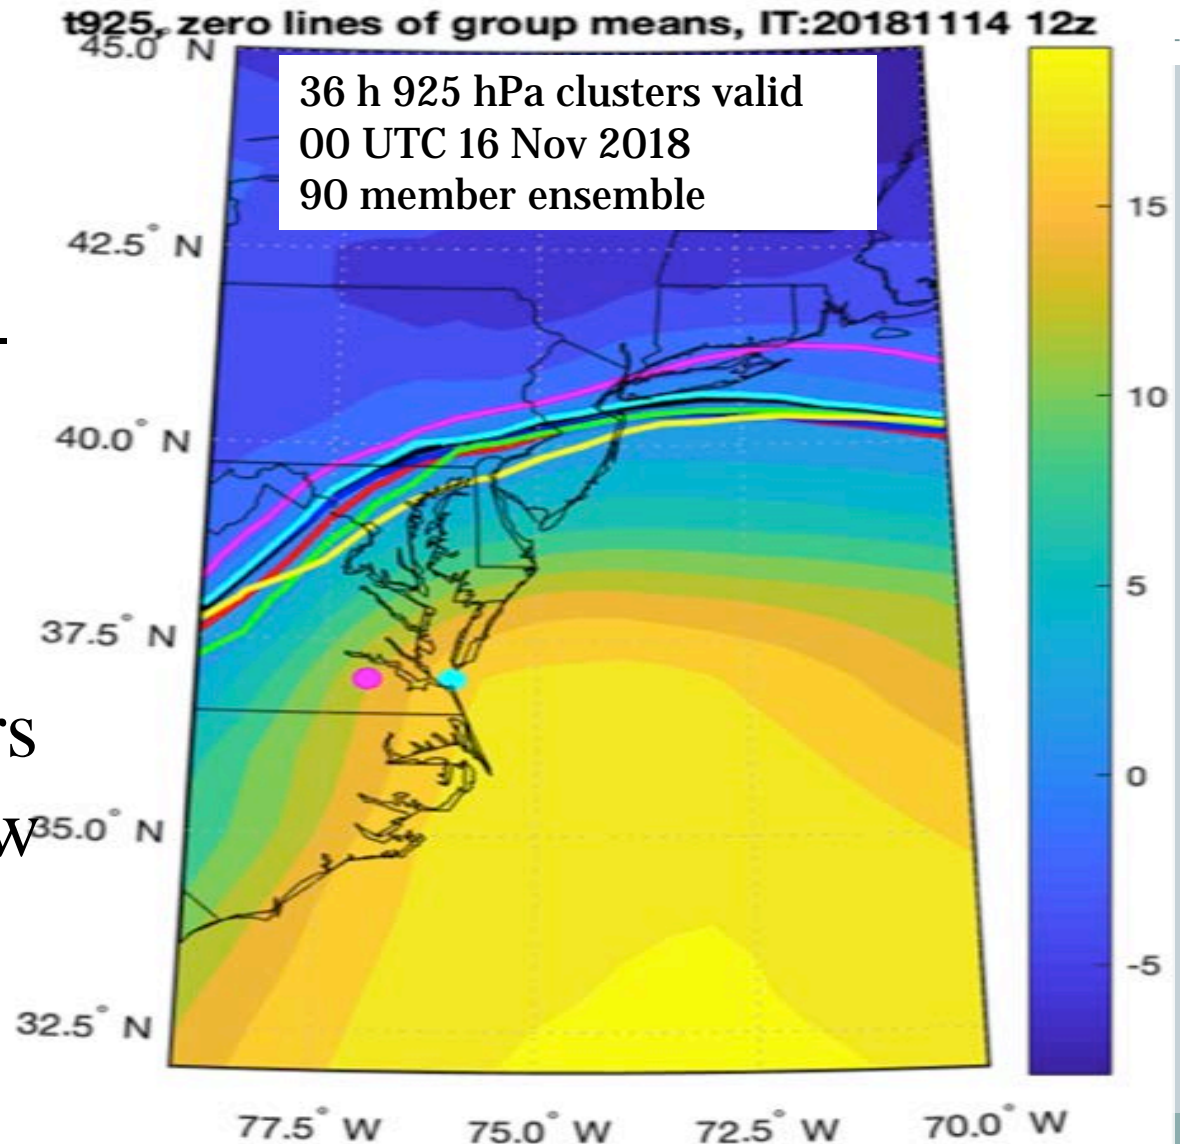 t925, zero lines of group means, IT:20181114 12z
45.0° N
36 h 925 hPa clusters valid
00 UTC 16 Nov 2018
90 member ensemble
42.5° N
40.0° N
37.5° N
35.0° N
32.5° N
77.5° W
75.0° W
72.5° W
70.0° W
15
10
5
0
-5
rs
w